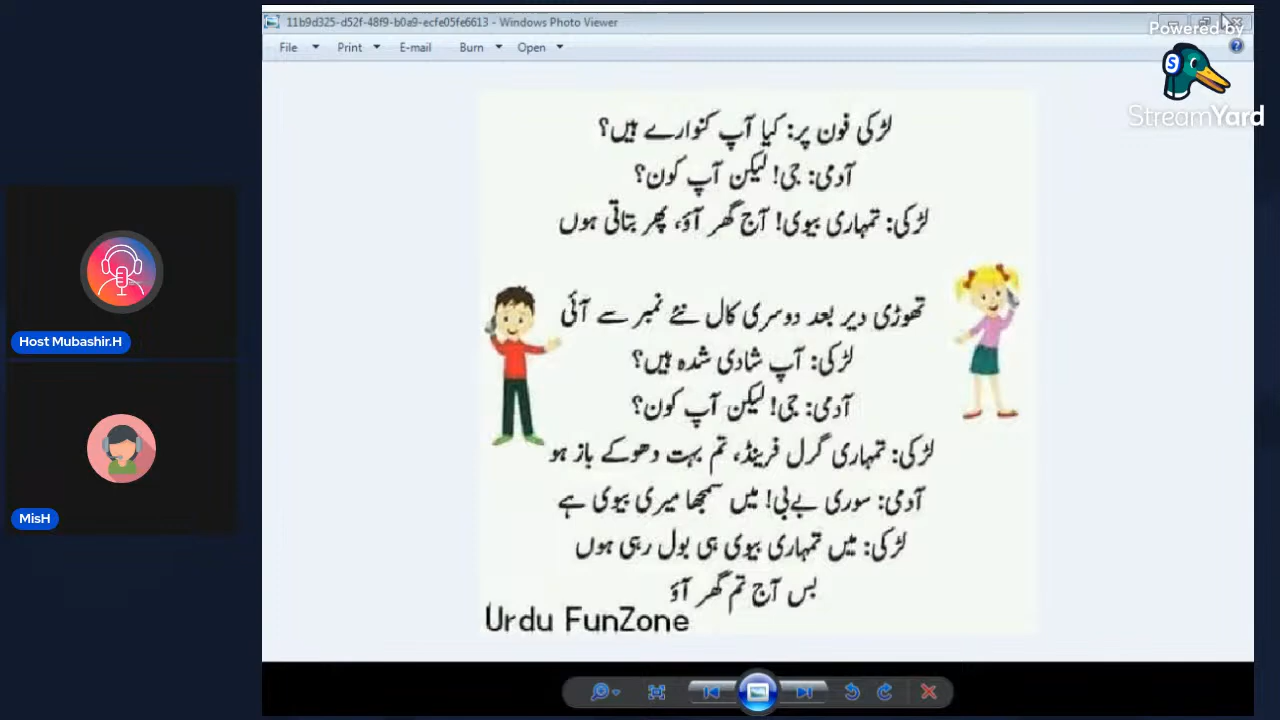 11b9d325-d52f-48f9-b0a9-ecfe05fe6613 - Windows Photo Viewer
File Print E-mail Burn Open
Powered by
StreamYard
لڑکی فون پر: کیا آپ کنوارے ہیں؟
آدمی: جی! لیکن آپ کون؟
لڑکی: تمہاری بیوی! آج گھر آؤ، پھر بتاتی ہوں
تھوڑی دیر بعد دوسری کال نئے نمبر سے آئی
لڑکی: آپ شادی شدہ ہیں؟
آدمی: جی! لیکن آپ کون؟
لڑکی: تمہاری گرل فرینڈ، تم بہت دھوکے باز ہو
آدمی: سوری بےبی! میں سمجھا میری بیوی ہے
لڑکی: میں تمہاری بیوی ہی بول رہی ہوں
بس آج تم گھر آؤ
Urdu FunZone
Host Mubashir.H
MisH